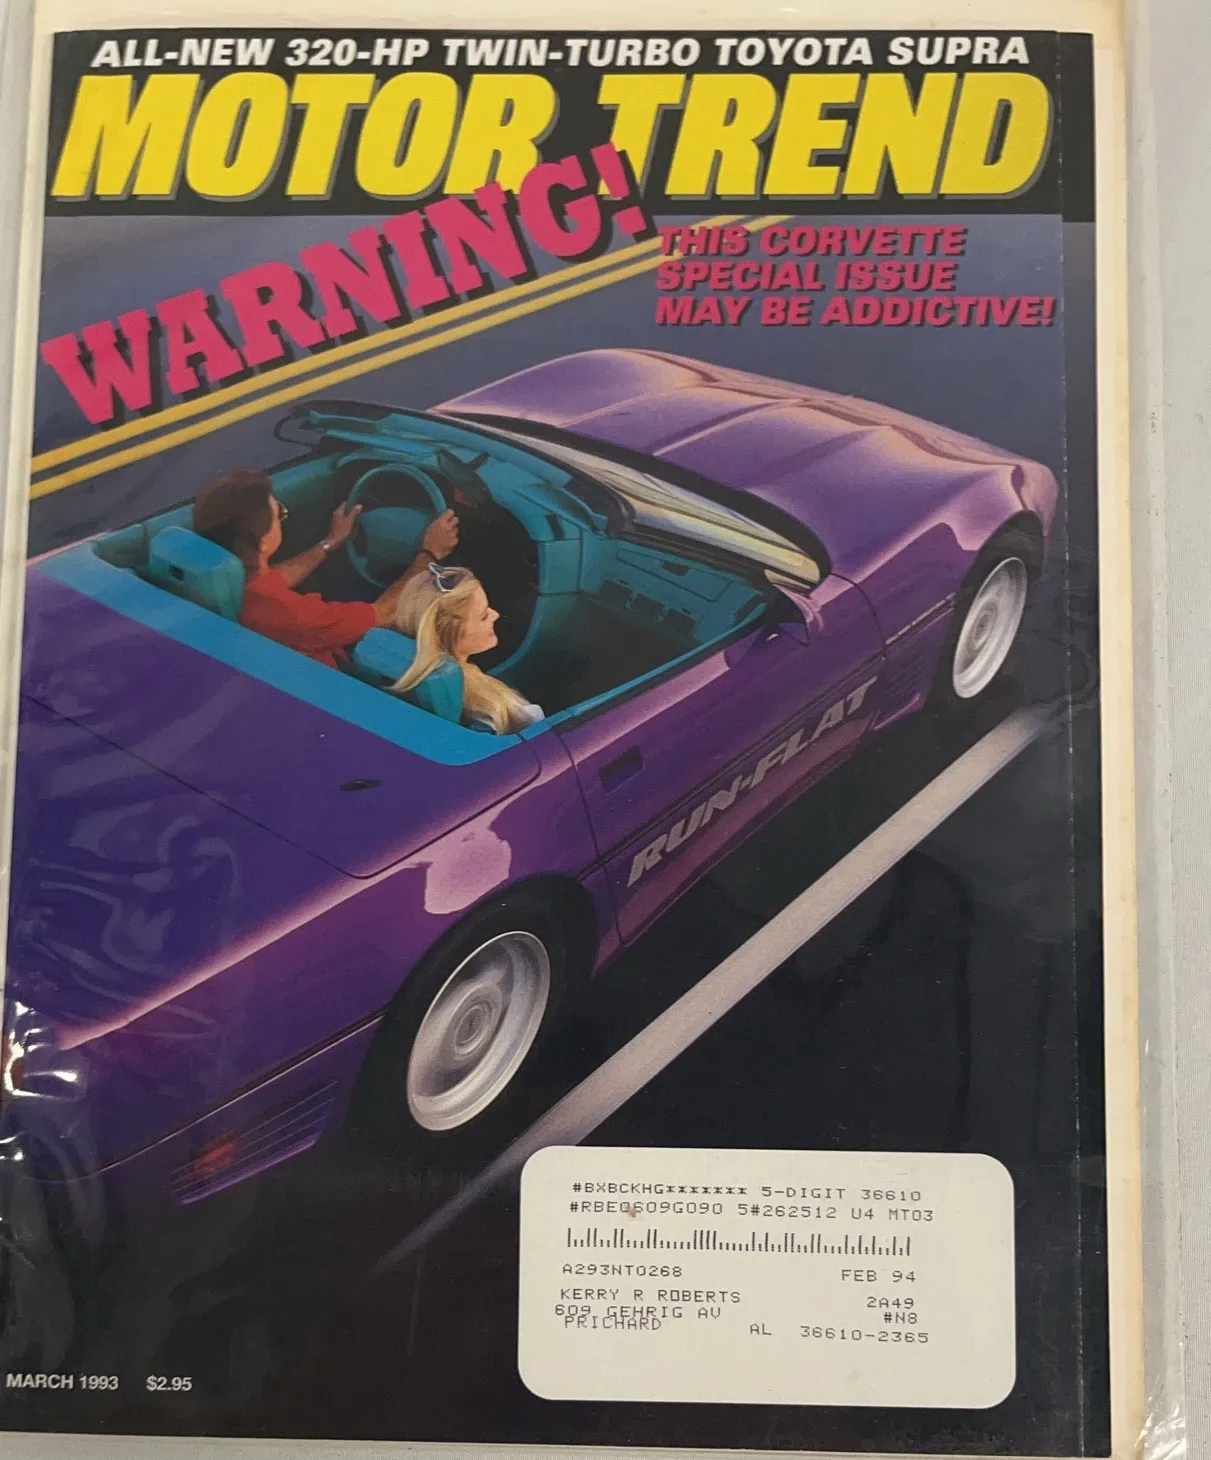 ALL-NEW 320-HP TWIN-TURBO TOYOTA SUPRA
MOTOR TREND
WARNING!
THIS CORVETTE
SPECIAL ISSUE
MAY BE ADDICTIVE!
RUN-FLAT
#BXBCKHG******* 5-DIGIT 36610
#RBE0609G090 5#262512 U4 MT03
A293NT0268 FEB 94
KERRY R ROBERTS 2A49
609 GEHRIG AV #N8
PRICHARD AL 36610-2365
MARCH 1993 $2.95